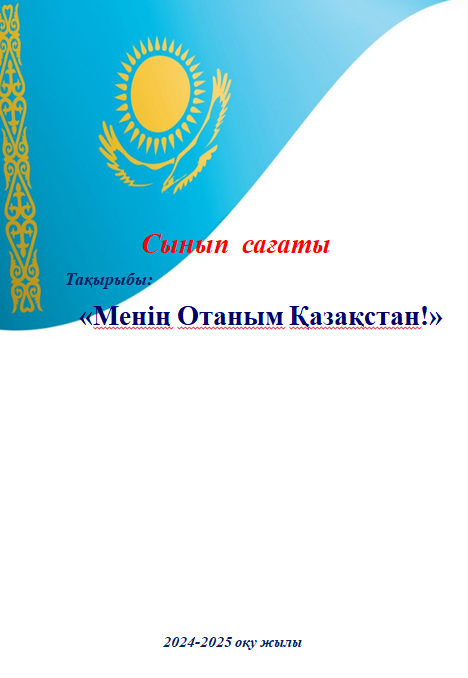 Сынып сағаты
Тақырыбы:
«Менің Отаным Қазақстан!»
2024-2025 оқу жылы